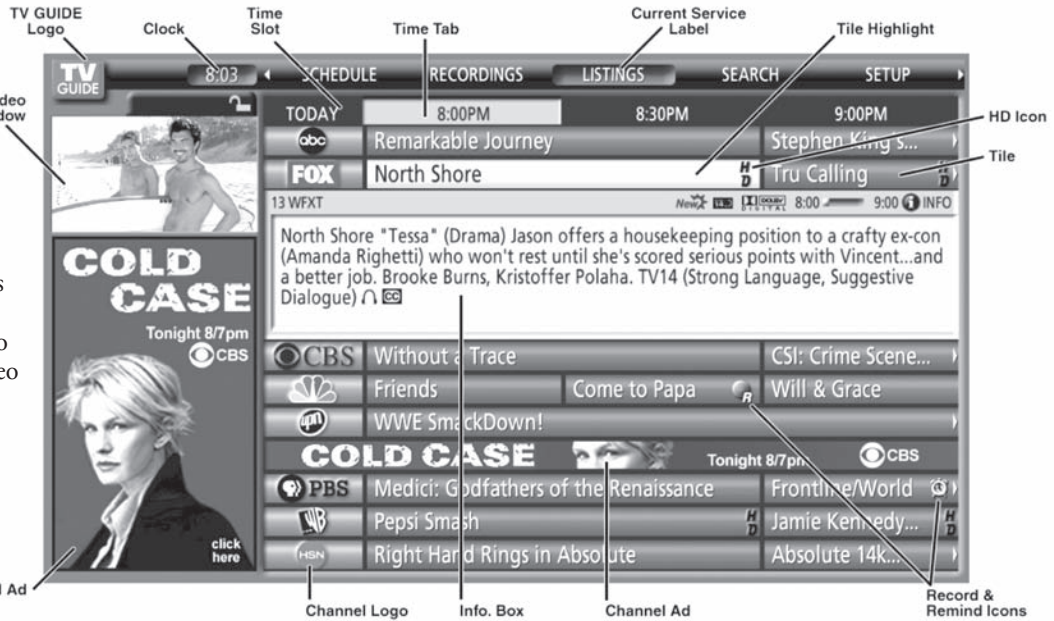 TV GUIDE
Logo
Clock
Time
Slot
Time Tab
Current Service
Label
Tile Highlight
TV
GUIDE
8:03
SCHEDULE
RECORDINGS
LISTINGS
SEARCH
SETUP
TODAY
8:00PM
8:30PM
9:00PM
HD Icon
abc
Remarkable Journey
Stephen King's...
Tile
FOX
North Shore
HD
Tru Calling
HD
13 WFXT
New
DOLBY
DIGITAL
8:00
9:00
INFO
North Shore "Tessa" (Drama) Jason offers a housekeeping position to a crafty ex-con
(Amanda Righetti) who won't rest until she's scored serious points with Vincent...and
a better job. Brooke Burns, Kristoffer Polaha. TV14 (Strong Language, Suggestive
Dialogue) CC
COLD
CASE
Tonight 8/7pm
CBS
CBS
Without a Trace
CSI: Crime Scene...
Friends
Come to Papa
R
Will & Grace
upn
WWE SmackDown!
COLD CASE
Tonight 8/7pm
CBS
PBS
Medici: Godfathers of the Renaissance
Frontline/World
WB
Pepsi Smash
HD
Jamie Kennedy...
HD
click
here
HSN
Right Hand Rings in Absolute
Absolute 14k...
Ad
Channel Logo
Info. Box
Channel Ad
Record &
Remind Icons